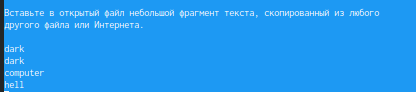 Вставьте в открытый файл небольшой фрагмент текста, скопированный из любого
другого файла или Интернета.
dark
dark
computer
hell